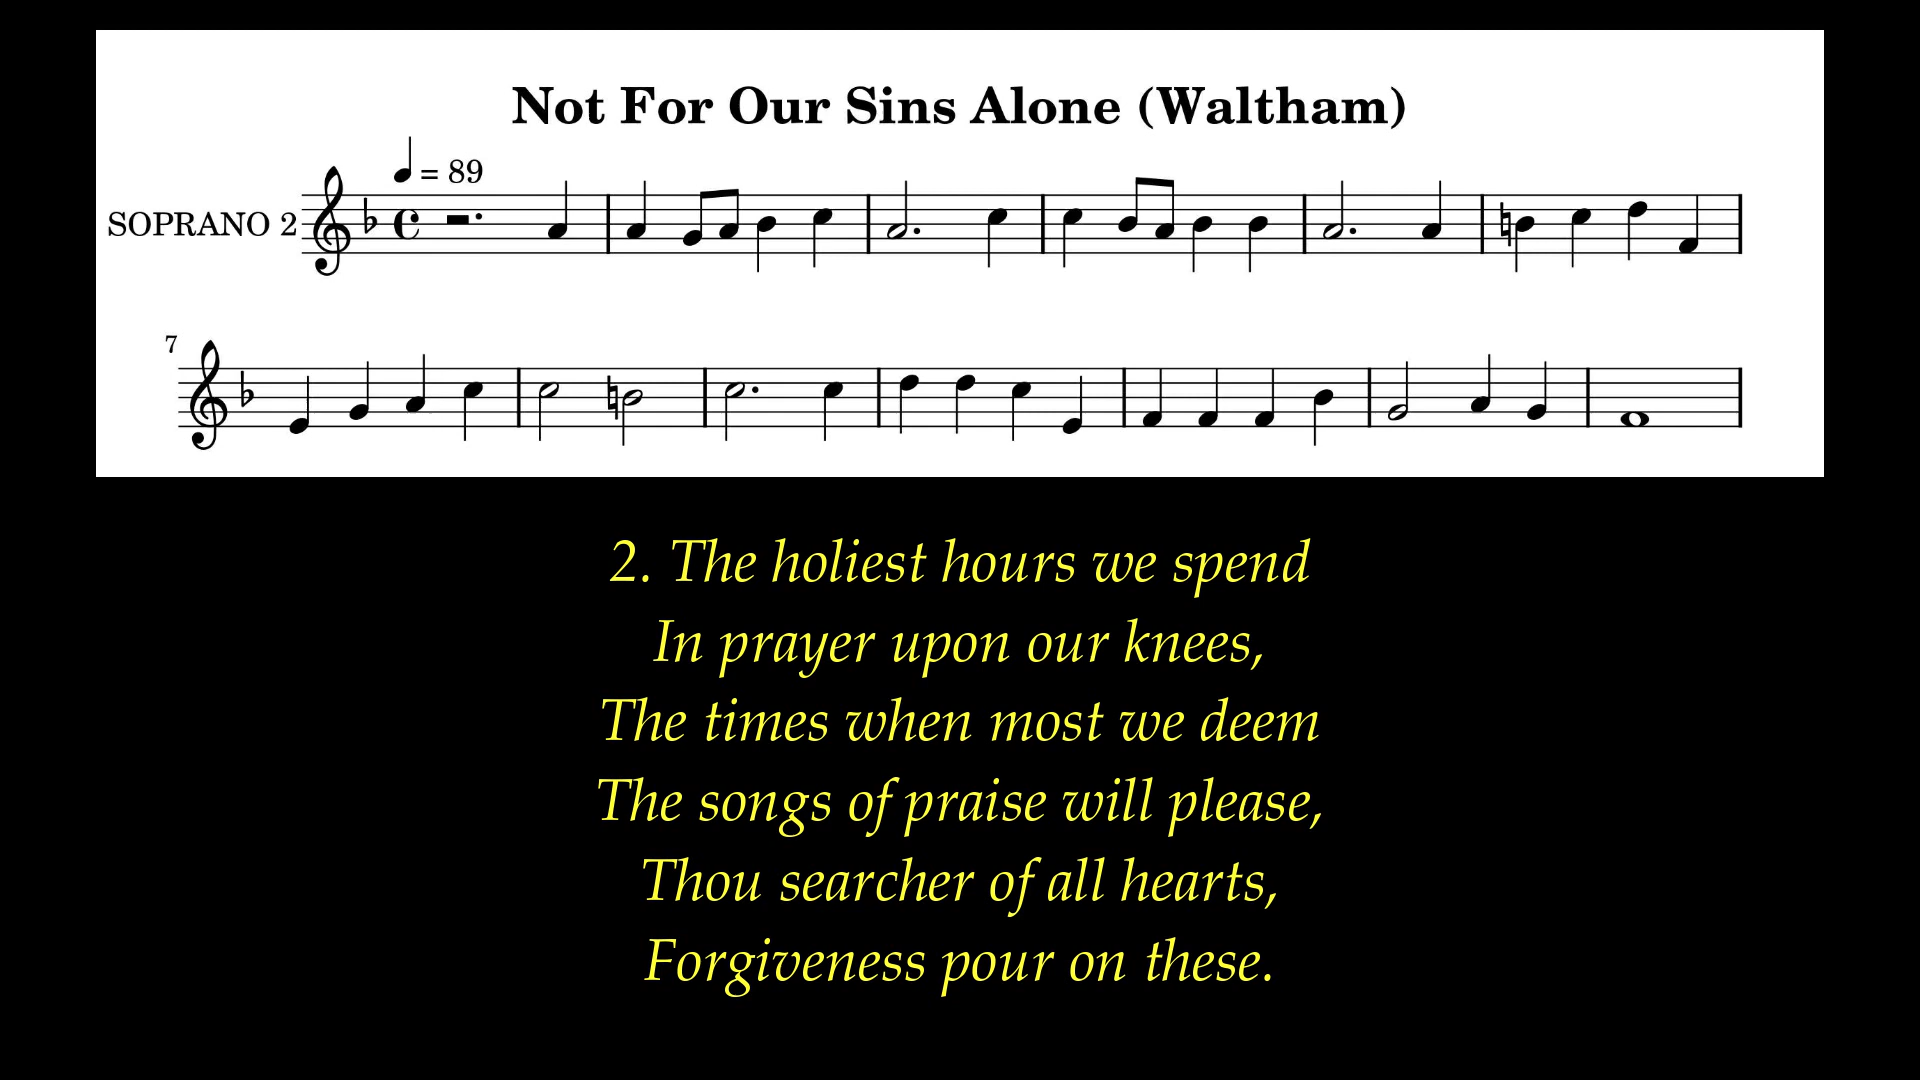 Not For Our Sins Alone (Waltham)
= 89
SOPRANO 2
7
2. The holiest hours we spend
In prayer upon our knees,
The times when most we deem
The songs of praise will please,
Thou searcher of all hearts,
Forgiveness pour on these.